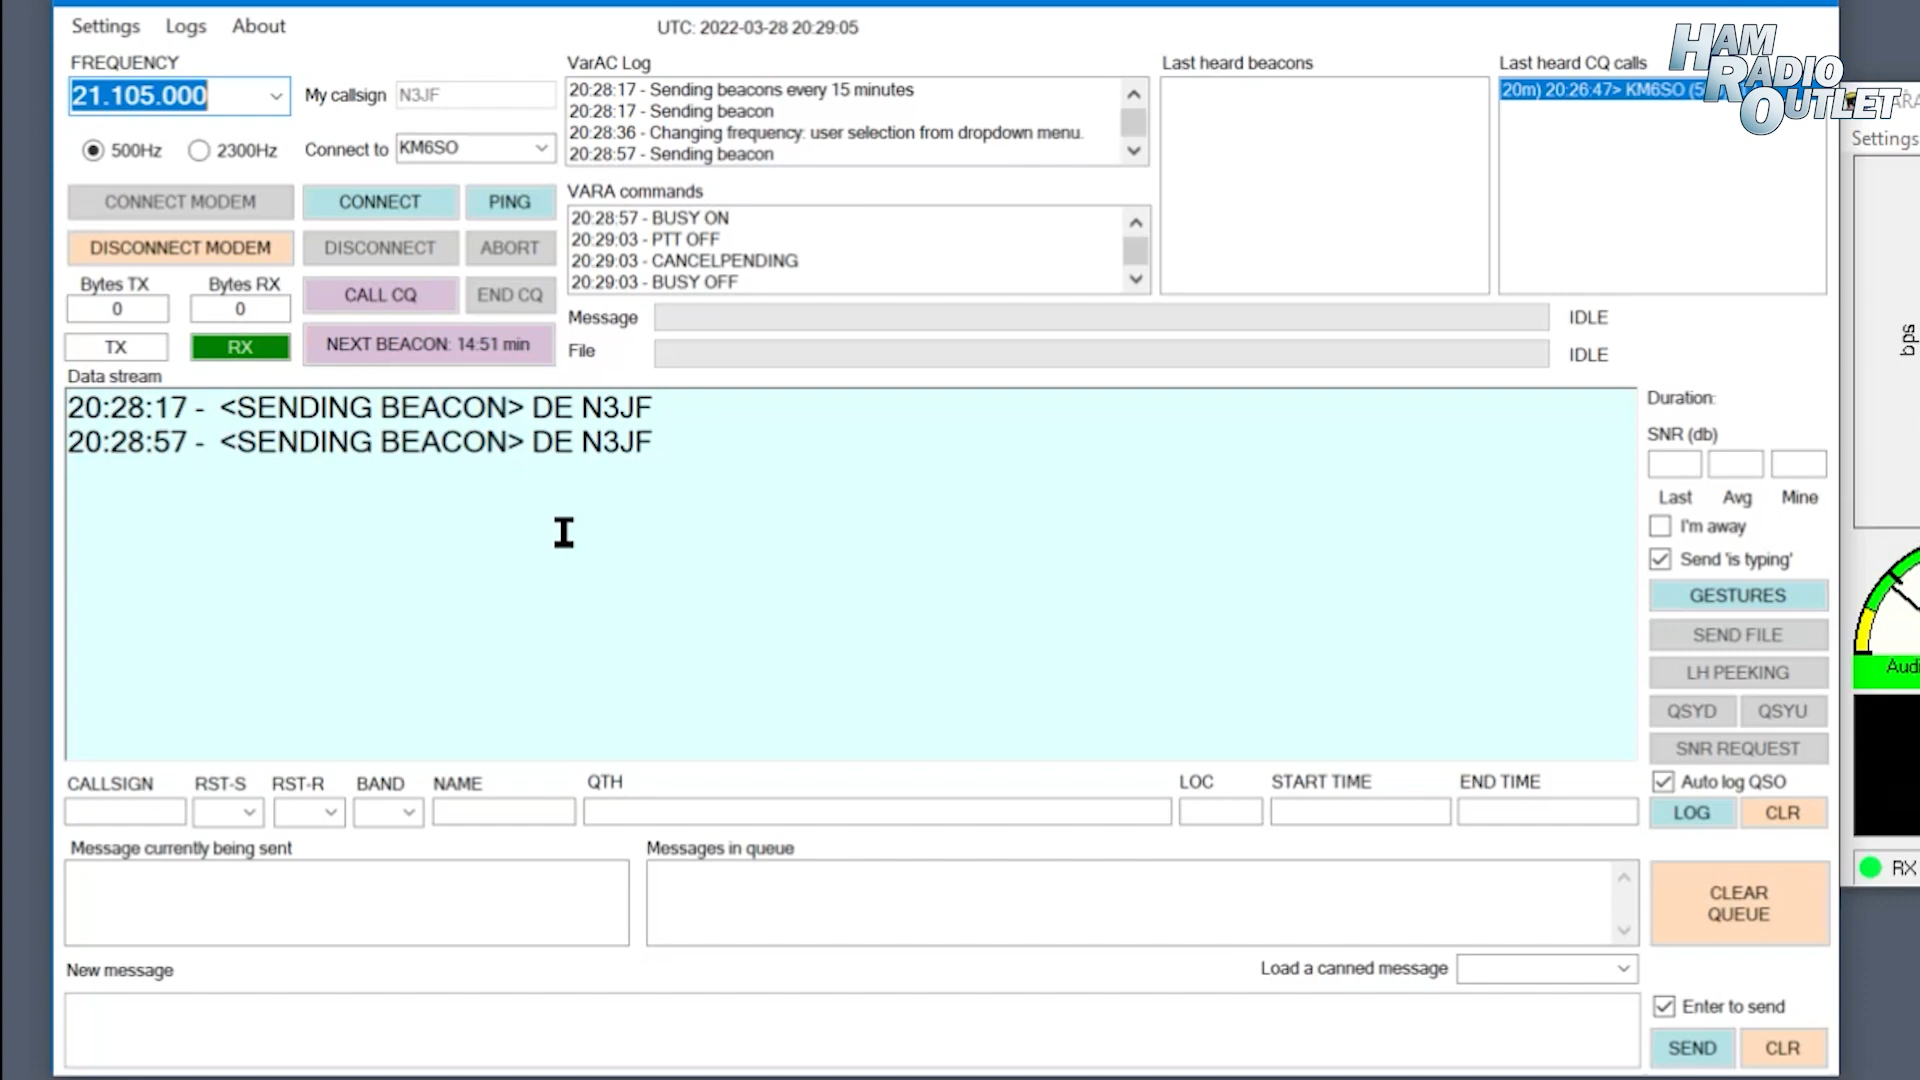 Settings Logs About UTC: 2022-03-28 20:29:05
HAM
RADIO
OUTLET
FREQUENCY
21.105.000
My callsign N3JF
500Hz 2300Hz
Connect to KM6SO
CONNECT MODEM CONNECT PING
DISCONNECT MODEM DISCONNECT ABORT
Bytes TX Bytes RX
0 0
CALL CQ END CQ
TX RX
NEXT BEACON: 14:51 min
VarAC Log
20:28:17 - Sending beacons every 15 minutes
20:28:17 - Sending beacon
20:28:36 - Changing frequency: user selection from dropdown menu.
20:28:57 - Sending beacon
VARA commands
20:28:57 - BUSY ON
20:29:03 - PTT OFF
20:29:03 - CANCELPENDING
20:29:03 - BUSY OFF
Last heard beacons
Last heard CQ calls
20m) 20:26:47> KM6SO (5
Message IDLE
File IDLE
Data stream
20:28:17 - <SENDING BEACON> DE N3JF
20:28:57 - <SENDING BEACON> DE N3JF
Duration:
SNR (db)
Last Avg Mine
I'm away
Send 'is typing'
GESTURES
SEND FILE
LH PEEKING
QSYD QSYU
SNR REQUEST
Auto log QSO
LOG CLR
CALLSIGN RST-S RST-R BAND NAME QTH LOC START TIME END TIME
Message currently being sent
Messages in queue
CLEAR
QUEUE
New message
Load a canned message
Enter to send
SEND CLR
Settings
bps
RX